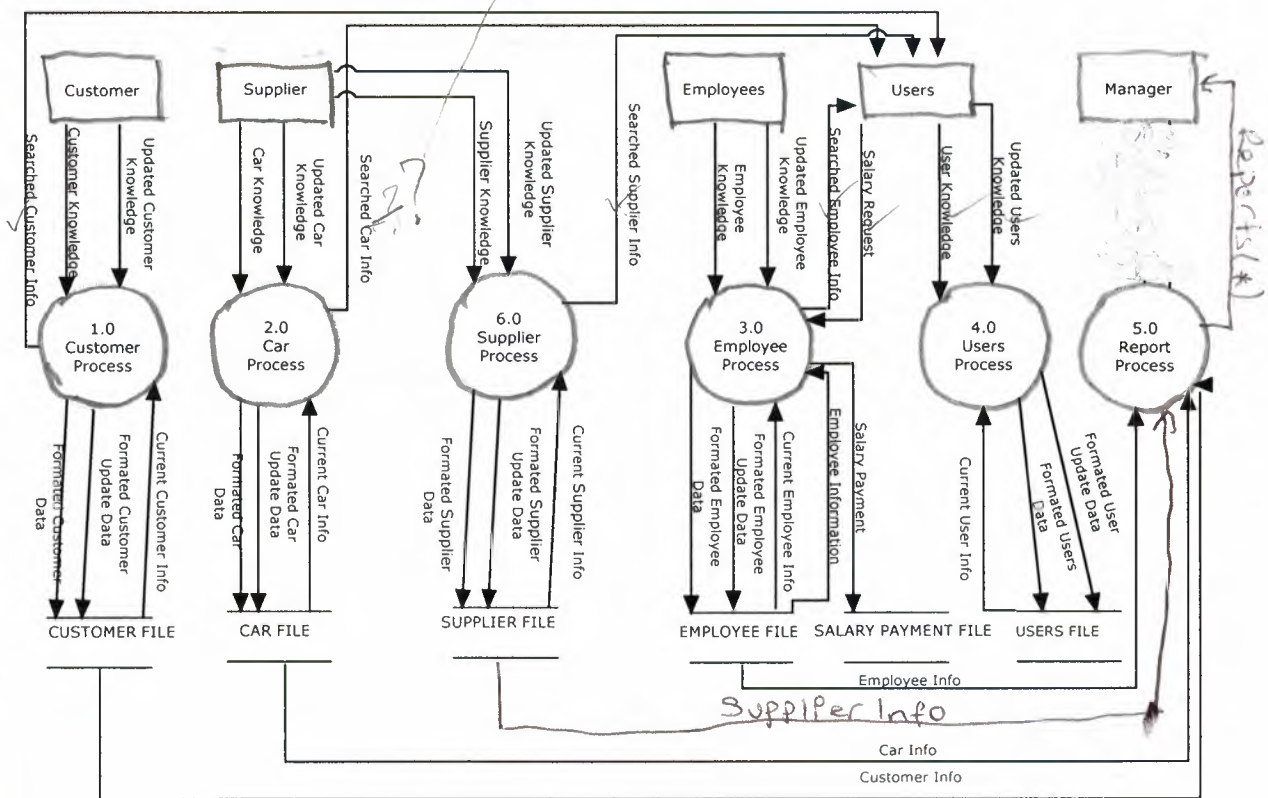 Customer
Supplier
Employees
Users
Manager
Searched Customer Info
Customer Knowledge
Updated Customer
Knowledge
Car Knowledge
Updated Car
Knowledge
Searched Car Info
?
Supplier Knowledge
Updated Supplier
Knowledge
Searched Supplier Info
Employee
Knowledge
Updated Employee
Knowledge
Searched Employee Info
Salary Request
User Knowledge
Updated Users
Knowledge
Reports(*)
1.0
Customer
Process
2.0
Car
Process
6.0
Supplier
Process
3.0
Employee
Process
4.0
Users
Process
5.0
Report
Process
Formated Customer
Data
Formated Customer
Update Data
Current Customer Info
Formated Car
Data
Formated Car
Update Data
Current Car Info
Formated Supplier
Data
Formated Supplier
Update Data
Current Supplier Info
Formated Employee
Data
Formated Employee
Update Data
Current Employee Info
Employee Information
Salary Payment
Current User Info
Formated Users
Data
Formated User
Update Data
CUSTOMER FILE
CAR FILE
SUPPLIER FILE
EMPLOYEE FILE
SALARY PAYMENT FILE
USERS FILE
Employee Info
Supplier Info
Car Info
Customer Info